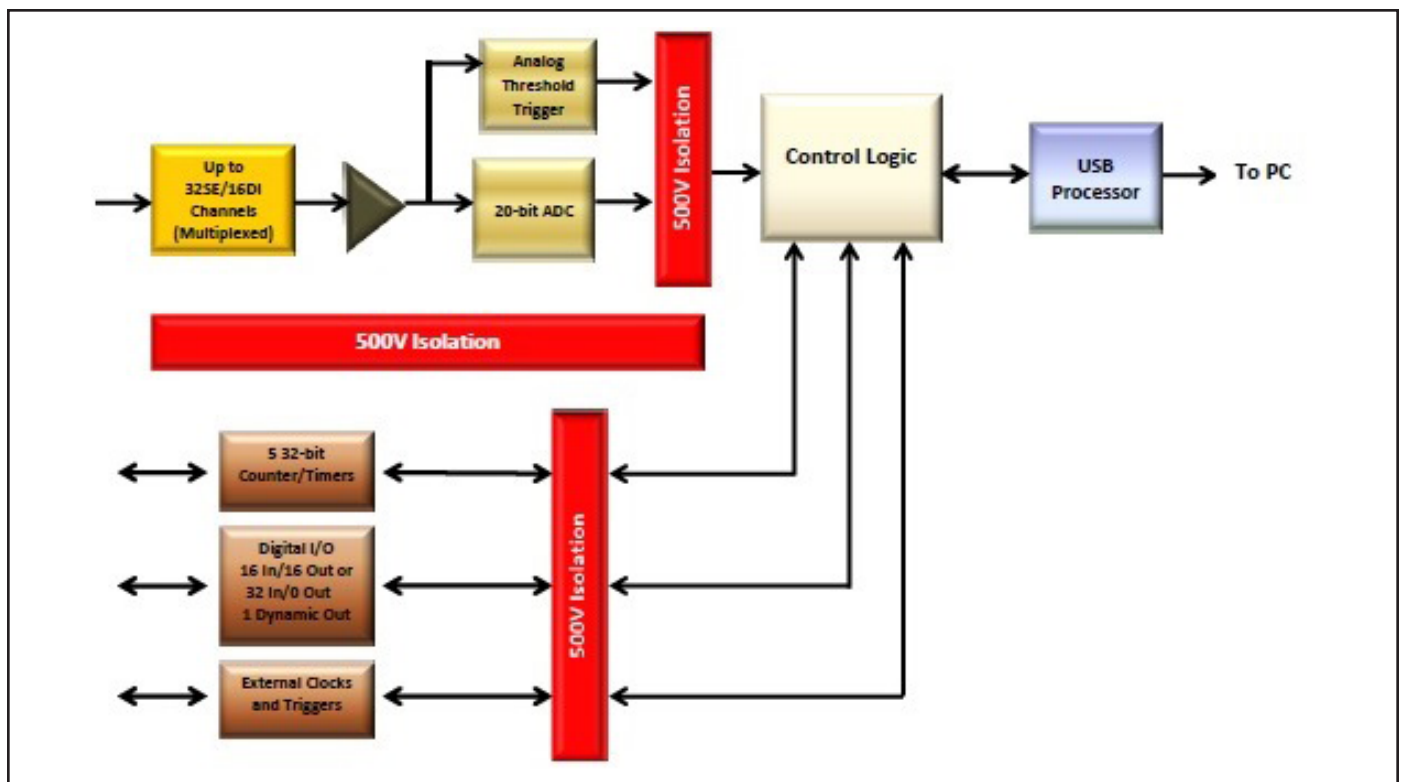 Analog
Threshold
Trigger
500V Isolation
Control Logic
USB
Processor
To PC
Up to
32SE/16DI
Channels
(Multiplexed)
20-bit ADC
500V Isolation
5 32-bit
Counter/Timers
Digital I/O
16 In/16 Out or
32 In/0 Out
1 Dynamic Out
External Clocks
and Triggers
500V Isolation